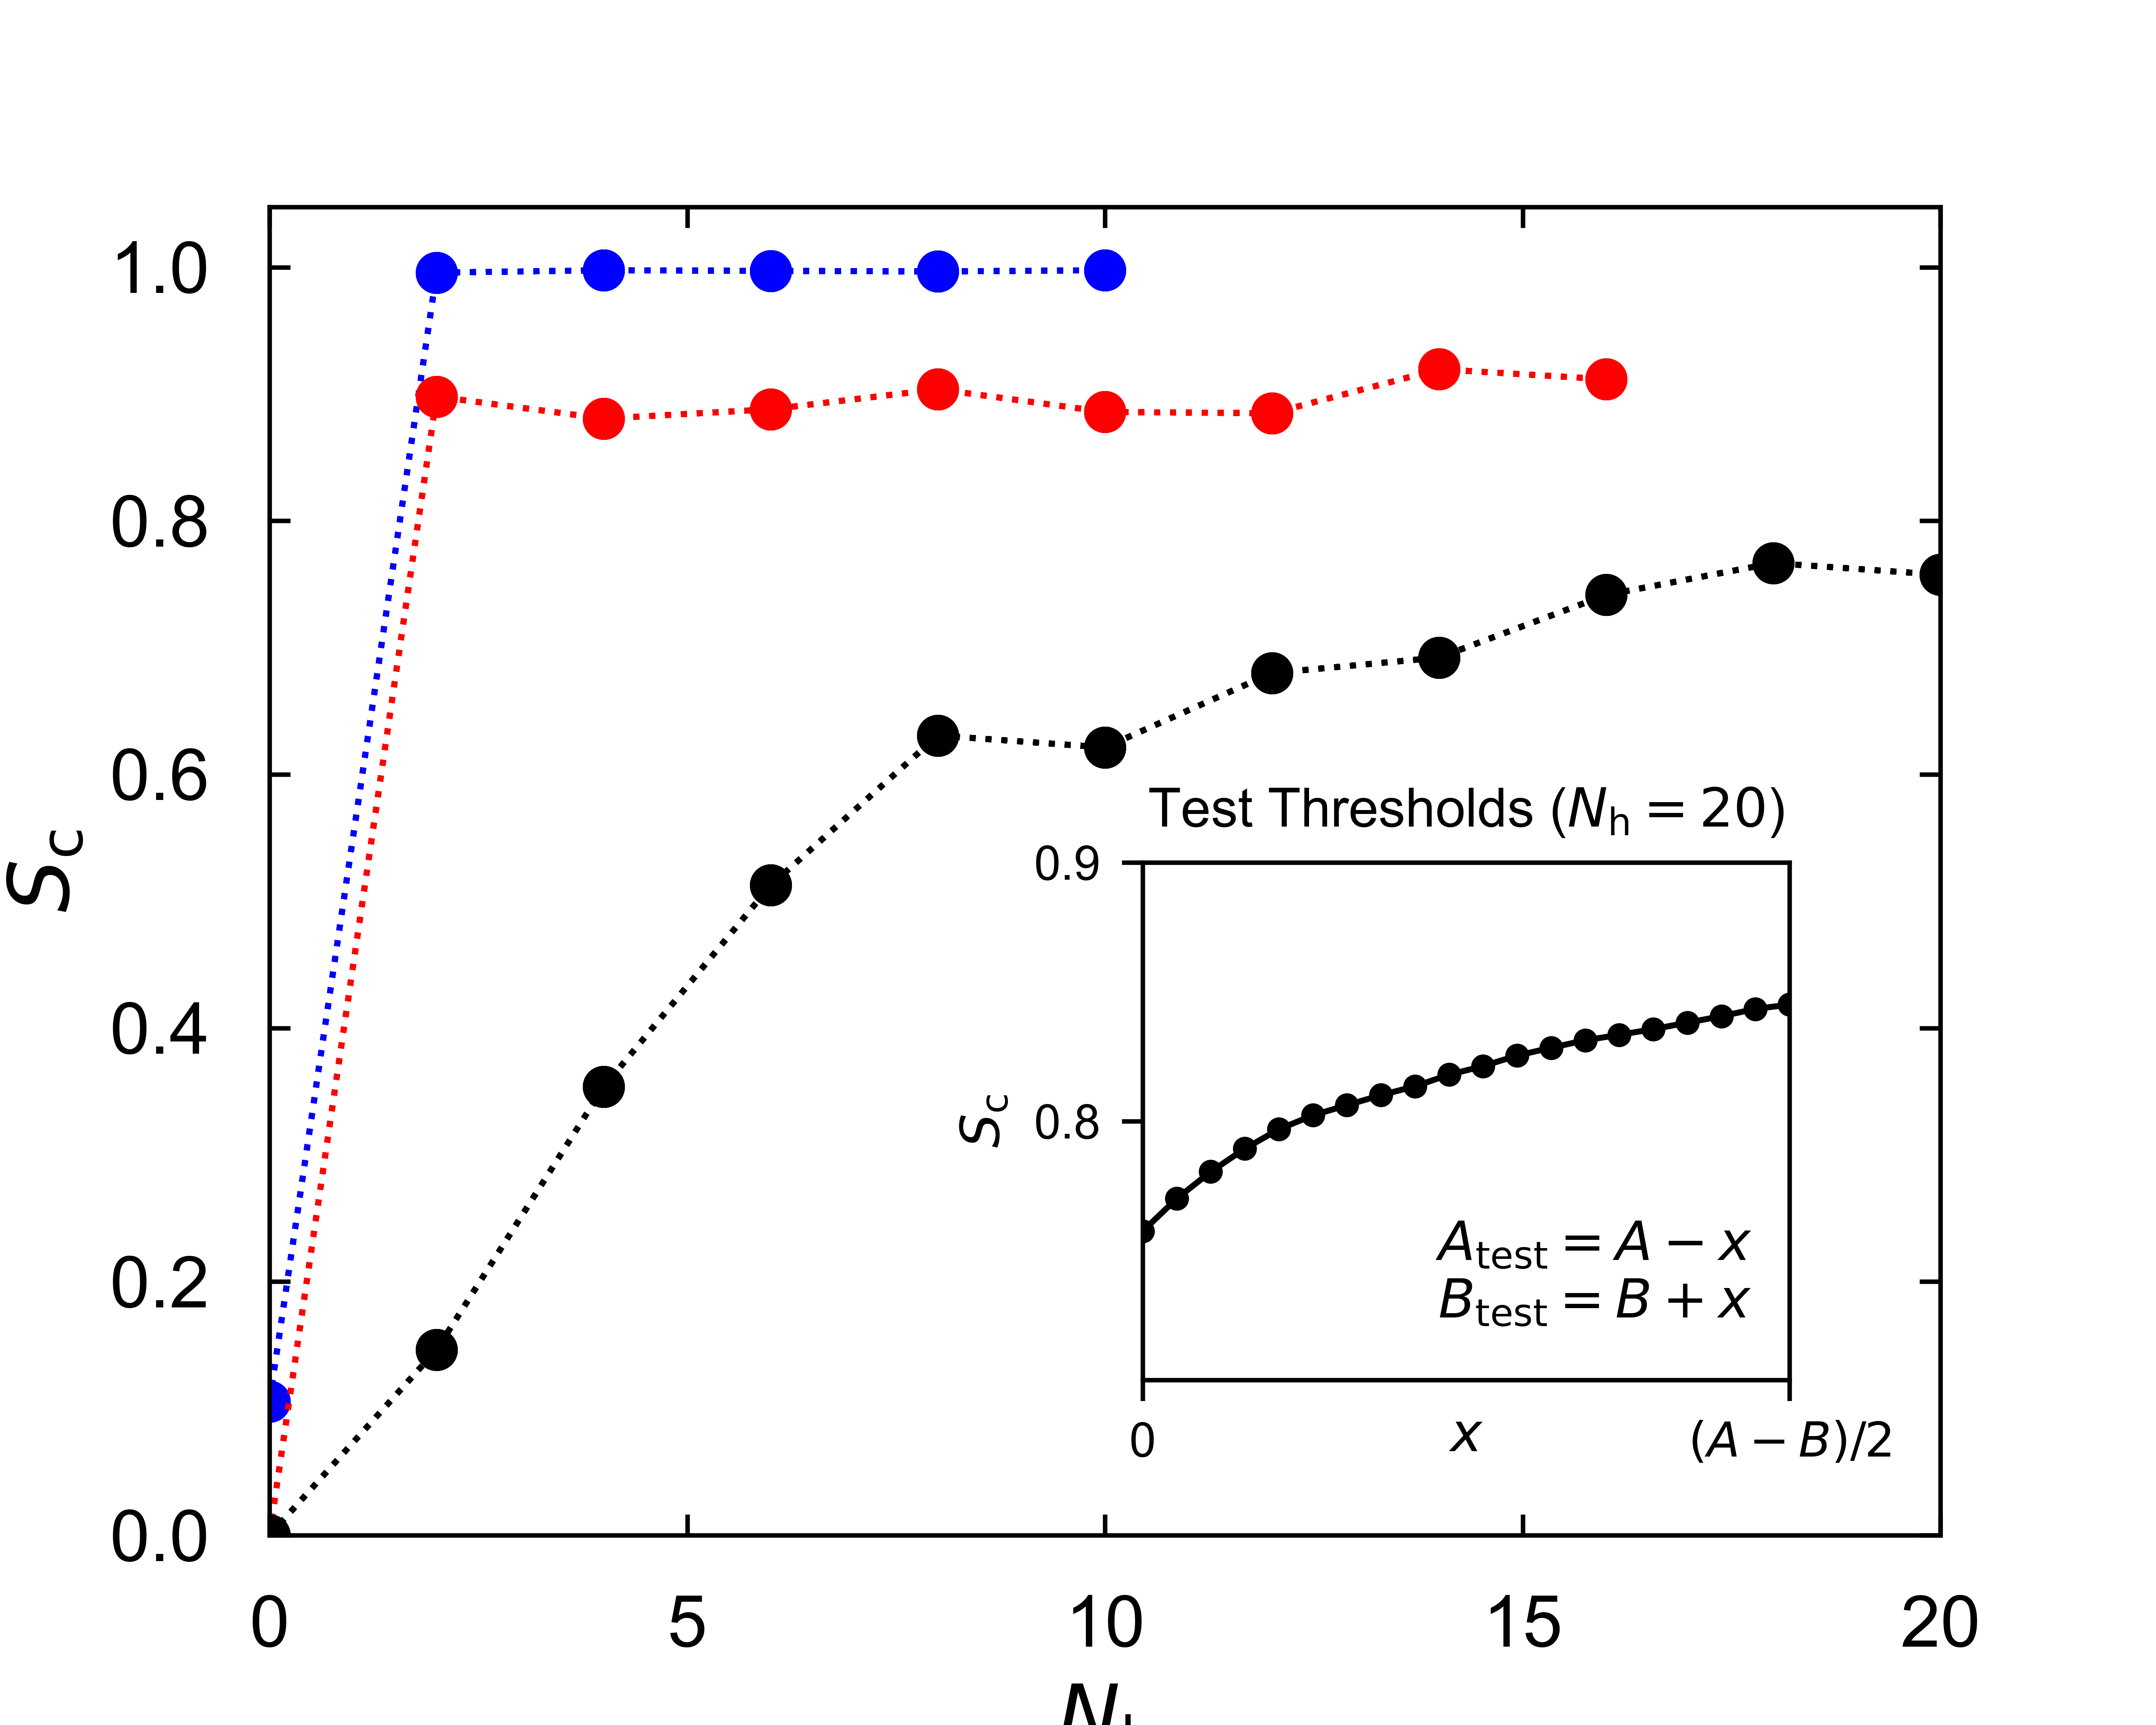 1.0
0.8
0.6
0.4
0.2
0.0
S_c
0
5
10
15
20
N
Test Thresholds (N_h = 20)
0.9
0.8
S_c
A_test = A − x
B_test = B + x
0
x
(A − B)/2